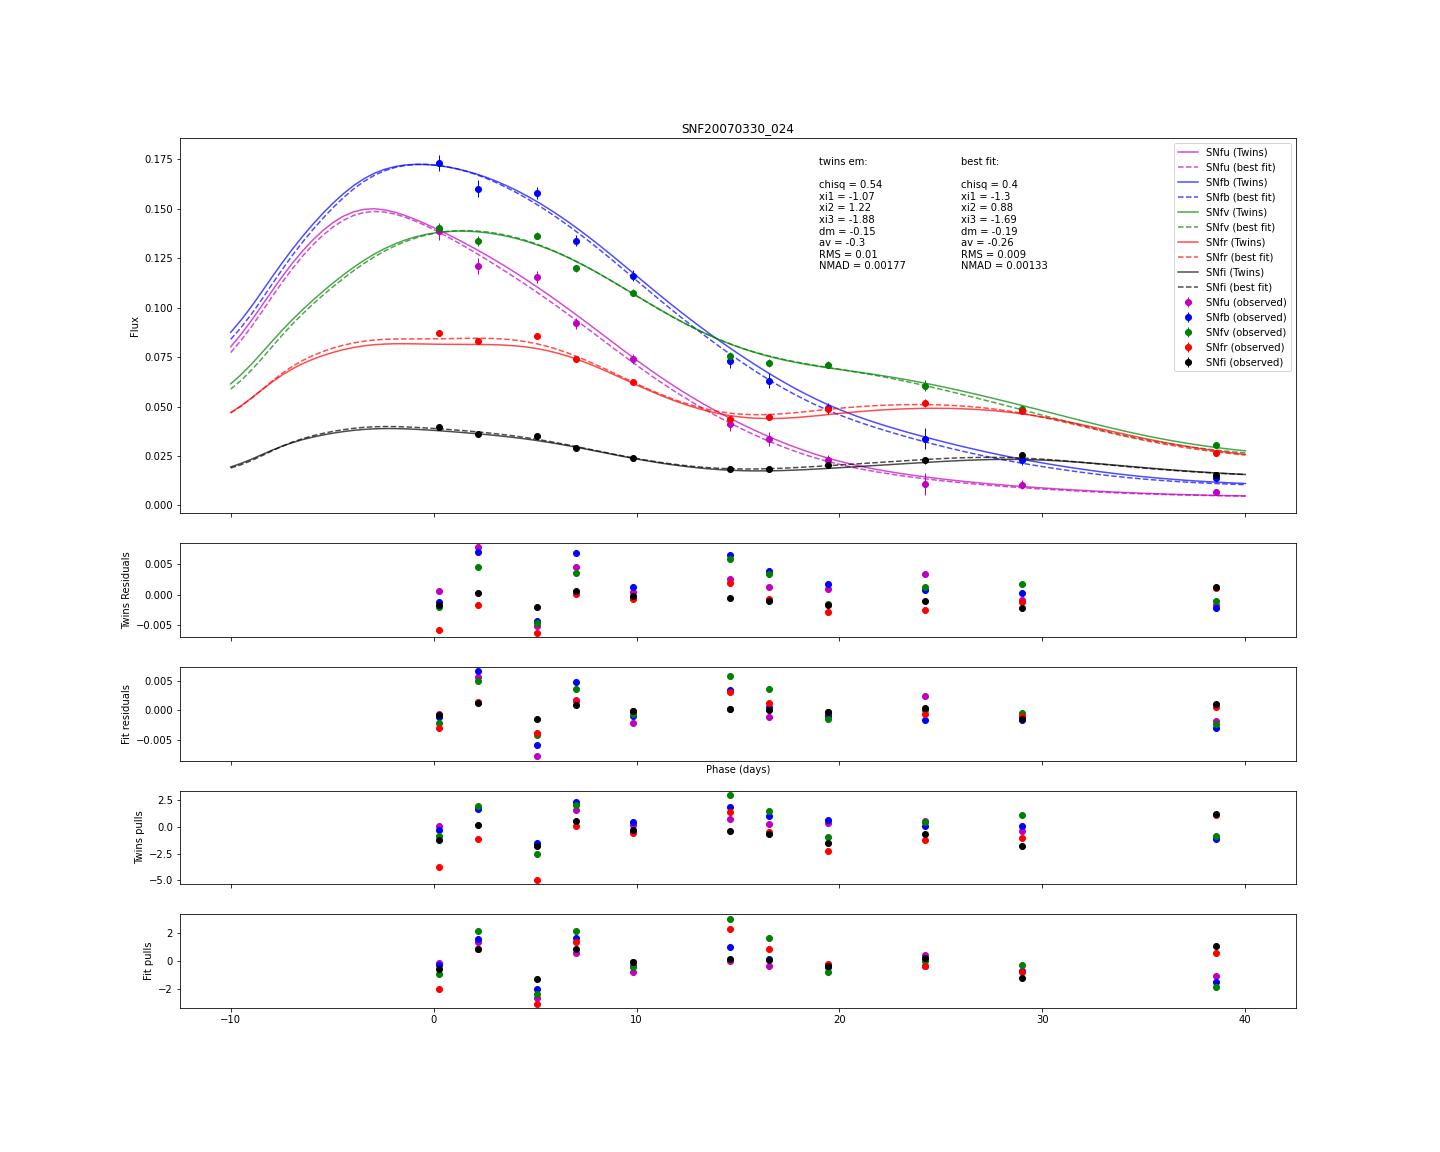 SNF20070330_024
Flux
0.175
0.150
0.125
0.100
0.075
0.050
0.025
0.000
twins em:
chisq = 0.54
xi1 = -1.07
xi2 = 1.22
xi3 = -1.88
dm = -0.15
av = -0.3
RMS = 0.01
NMAD = 0.00177
best fit:
chisq = 0.4
xi1 = -1.3
xi2 = 0.88
xi3 = -1.69
dm = -0.19
av = -0.26
RMS = 0.009
NMAD = 0.00133
SNfu (Twins)
SNfu (best fit)
SNfb (Twins)
SNfb (best fit)
SNfv (Twins)
SNfv (best fit)
SNfr (Twins)
SNfr (best fit)
SNfi (Twins)
SNfi (best fit)
SNfu (observed)
SNfb (observed)
SNfv (observed)
SNfr (observed)
SNfi (observed)
Twins Residuals
0.005
0.000
−0.005
Fit residuals
0.005
0.000
−0.005
Phase (days)
Twins pulls
2.5
0.0
−2.5
−5.0
Fit pulls
2
0
−2
−10 0 10 20 30 40